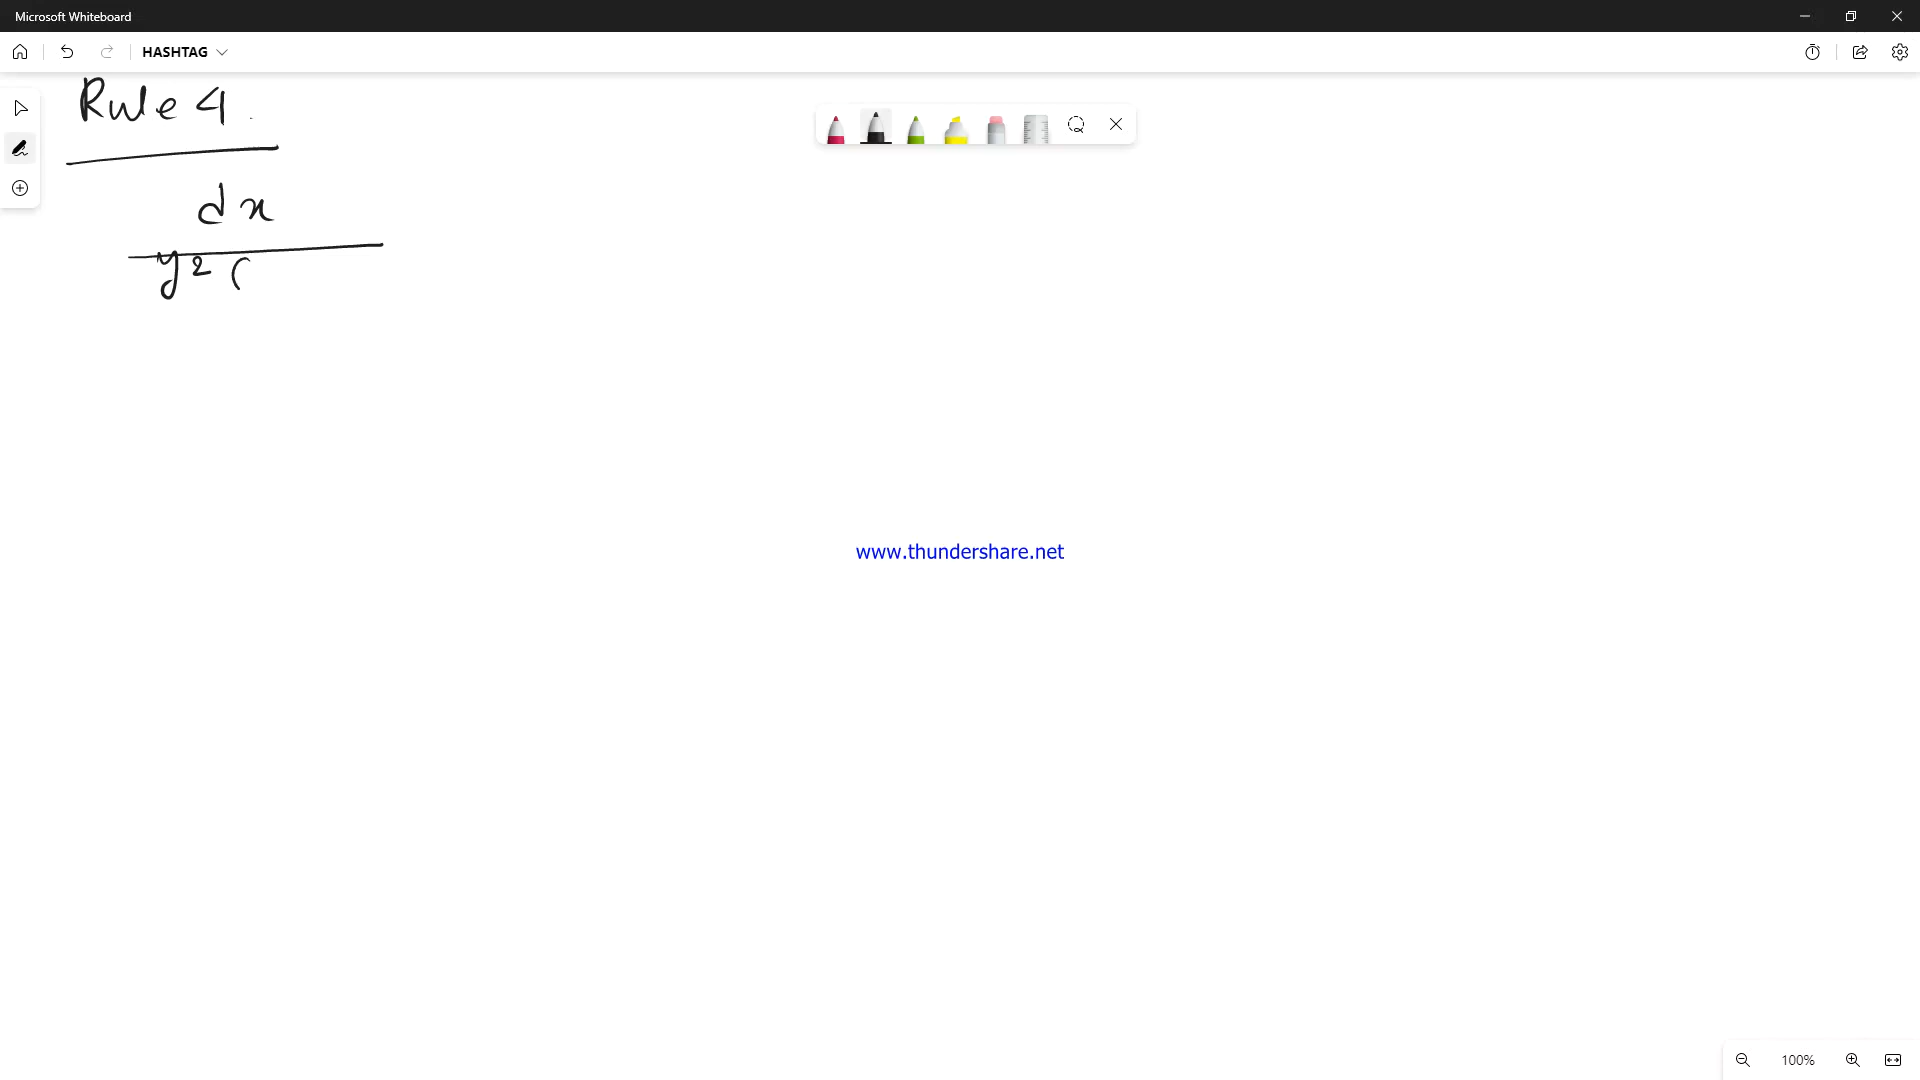 Microsoft Whiteboard
HASHTAG
Rule 4.
dx
y² (
www.thundershare.net
100%